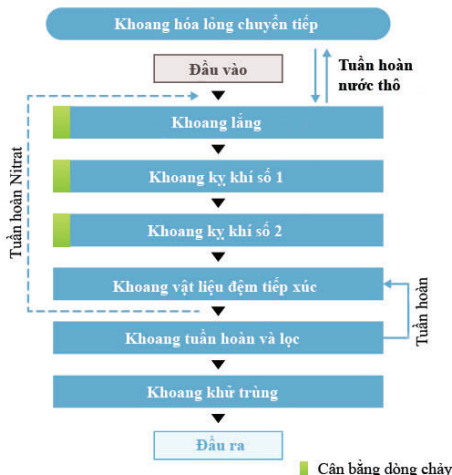 Khoang hóa lỏng chuyển tiếp
Đầu vào
Tuần hoàn
nước thô
Khoang lắng
Khoang kỵ khí số 1
Khoang kỵ khí số 2
Khoang vật liệu đệm tiếp xúc
Khoang tuần hoàn và lọc
Khoang khử trùng
Đầu ra
Tuần hoàn Nitrat
Tuần hoàn
Cân bằng dòng chảy